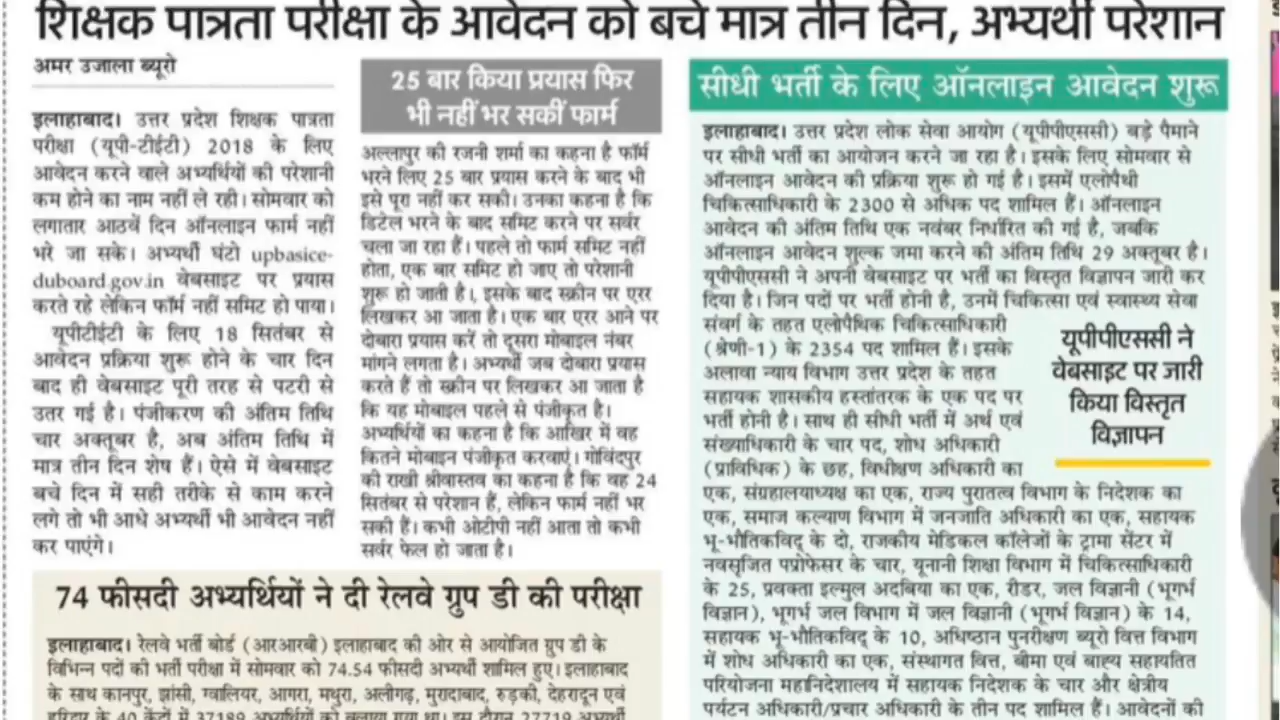 शिक्षक पात्रता परीक्षा के आवेदन को बचे मात्र तीन दिन, अभ्यर्थी परेशान
अमर उजाला ब्यूरो
इलाहाबाद। उत्तर प्रदेश शिक्षक पात्रता
परीक्षा (यूपी-टीईटी) 2018 के लिए
आवेदन करने वाले अभ्यर्थियों की परेशानी
कम होने का नाम नहीं ले रही। सोमवार को
लगातार आठवें दिन ऑनलाइन फार्म नहीं
भरे जा सके। अभ्यर्थी घंटो upbasice-
duboard.gov.in वेबसाइट पर प्रयास
करते रहे लेकिन फॉर्म नहीं समिट हो पाया।
यूपीटीईटी के लिए 18 सितंबर से
आवेदन प्रक्रिया शुरू होने के चार दिन
बाद ही वेबसाइट पूरी तरह से पटरी से
उतर गई है। पंजीकरण की अंतिम तिथि
चार अक्तूबर है, अब अंतिम तिथि में
मात्र तीन दिन शेष हैं। ऐसे में वेबसाइट
बचे दिन में सही तरीके से काम करने
लगे तो भी आधे अभ्यर्थी भी आवेदन नहीं
कर पाएंगे।
25 बार किया प्रयास फिर
भी नहीं भर सकीं फार्म
अल्लापुर की रजनी शर्मा का कहना है फॉर्म
भरने लिए 25 बार प्रयास करने के बाद भी
इसे पूरा नहीं कर सकी। उनका कहना है कि
डिटेल भरने के बाद समिट करने पर सर्वर
चला जा रहा हैं। पहले तो फार्म समिट नहीं
होता, एक बार समिट हो जाए तो परेशानी
शुरू हो जाती है। इसके बाद स्क्रीन पर एरर
लिखकर आ जाता है। एक बार एरर आने पर
दोबारा प्रयास करें तो दूसरा मोबाइल नंबर
मांगने लगता है। अभ्यर्थी जब दोबारा प्रयास
करते हैं तो स्क्रीन पर लिखकर आ जाता है
कि यह मोबाइल पहले से पंजीकृत है।
अभ्यर्थियों का कहना है कि आखिर में वह
कितने मोबाइन पंजीकृत करवाएं। गोविंदपुर
की राखी श्रीवास्तव का कहना है कि वह 24
सितंबर से परेशान हैं, लेकिन फार्म नहीं भर
सकी हैं। कभी ओटीपी नहीं आता तो कभी
सर्वर फेल हो जाता है।
74 फीसदी अभ्यर्थियों ने दी रेलवे ग्रुप डी की परीक्षा
इलाहाबाद। रेलवे भर्ती बोर्ड (आरआरबी) इलाहाबाद की ओर से आयोजित ग्रुप डी के
विभिन्न पदों की भर्ती परीक्षा में सोमवार को 74.54 फीसदी अभ्यर्थी शामिल हुए। इलाहाबाद
के साथ कानपुर, झांसी, ग्वालियर, आगरा, मथुरा, अलीगढ़, मुरादाबाद, रुड़की, देहरादून एवं
हरिद्वार के 40 केंद्रों में 37189 अभ्यर्थियों को बुलाया गया था। इस दौरान 27719 अभ्यर्थी
सीधी भर्ती के लिए ऑनलाइन आवेदन शुरू
इलाहाबाद। उत्तर प्रदेश लोक सेवा आयोग (यूपीपीएससी) बड़े पैमाने
पर सीधी भर्ती का आयोजन करने जा रहा है। इसके लिए सोमवार से
ऑनलाइन आवेदन की प्रक्रिया शुरू हो गई है। इसमें एलोपैथी
चिकित्साधिकारी के 2300 से अधिक पद शामिल हैं। ऑनलाइन
आवेदन की अंतिम तिथि एक नवंबर निर्धारित की गई है, जबकि
ऑनलाइन आवेदन शुल्क जमा करने की अंतिम तिथि 29 अक्तूबर है।
यूपीपीएससी ने अपनी वेबसाइट पर भर्ती का विस्तृत विज्ञापन जारी कर
दिया है। जिन पदों पर भर्ती होनी है, उनमें चिकित्सा एवं स्वास्थ्य सेवा
संवर्ग के तहत एलोपैथिक चिकित्साधिकारी
(श्रेणी-1) के 2354 पद शामिल हैं। इसके
अलावा न्याय विभाग उत्तर प्रदेश के तहत
सहायक शासकीय हस्तांतरक के एक पद पर
भर्ती होनी है। साथ ही सीधी भर्ती में अर्थ एवं
संख्याधिकारी के चार पद, शोध अधिकारी
(प्राविधिक) के छह, विधीक्षण अधिकारी का
एक, संग्रहालयाध्यक्ष का एक, राज्य पुरातत्व विभाग के निदेशक का
एक, समाज कल्याण विभाग में जनजाति अधिकारी का एक, सहायक
भू-भौतिकविद् के दो, राजकीय मेडिकल कॉलेजों के ट्रामा सेंटर में
नवसृजित पप्रोफेसर के चार, यूनानी शिक्षा विभाग में चिकित्साधिकारी
के 25, प्रवक्ता इल्मुल अदबिया का एक, रीडर, जल विज्ञानी (भूगर्भ
विज्ञान), भूगर्भ जल विभाग में जल विज्ञानी (भूगर्भ विज्ञान) के 14,
सहायक भू-भौतिकविद् के 10, अधिष्ठान पुनरीक्षण ब्यूरो वित्त विभाग
में शोध अधिकारी का एक, संस्थागत वित्त, बीमा एवं बाह्य सहायतित
परियोजना महानिदेशालय में सहायक निदेशक के चार और क्षेत्रीय
पर्यटन अधिकारी/प्रचार अधिकारी के तीन पद शामिल हैं। आवेदनों की
यूपीपीएससी ने
वेबसाइट पर जारी
किया विस्तृत
विज्ञापन